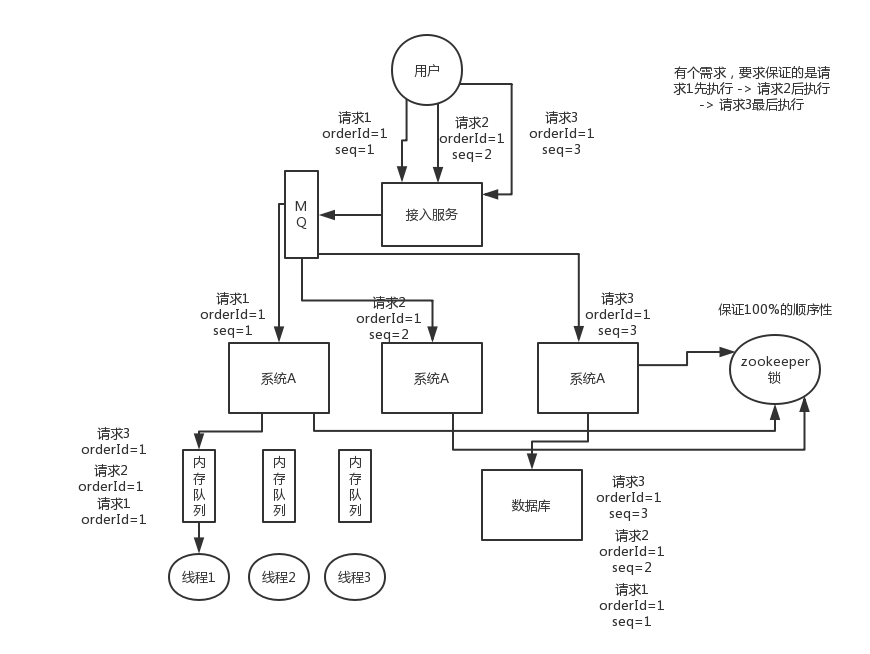 用户
有个需求，要求保证的是请
求1先执行 -> 请求2后执行
-> 请求3最后执行
请求1
orderId=1
seq=1
请求2
orderId=1
seq=2
请求3
orderId=1
seq=3
M
Q
接入服务
请求1
orderId=1
seq=1
请求2
orderId=1
seq=2
请求3
orderId=1
seq=3
保证100%的顺序性
系统A
系统A
系统A
zookeeper
锁
请求3
orderId=1
请求2
orderId=1
请求1
orderId=1
内
存
队
列
内
存
队
列
内
存
队
列
数据库
请求3
orderId=1
seq=3
请求2
orderId=1
seq=2
请求1
orderId=1
seq=1
线程1
线程2
线程3